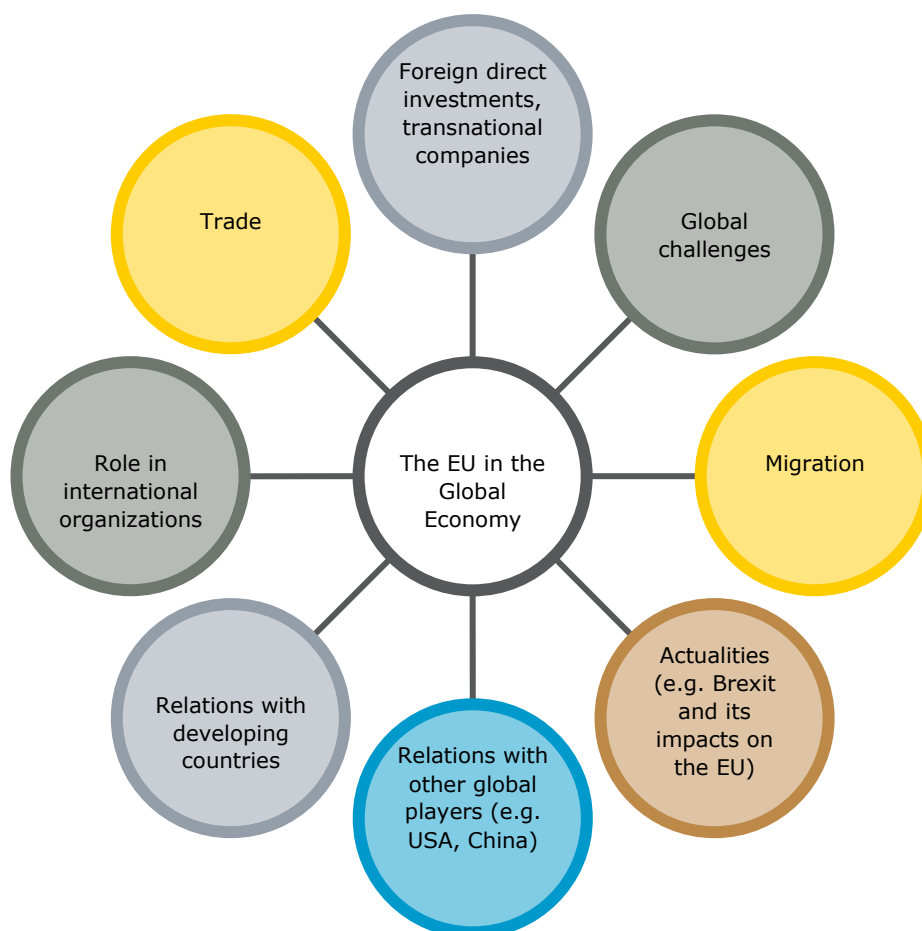 Foreign direct
investments,
transnational
companies
Trade
Global
challenges
Role in
international
organizations
The EU in the
Global
Economy
Migration
Relations with
developing
countries
Relations with
other global
players (e.g.
USA, China)
Actualities
(e.g. Brexit
and its
impacts on
the EU)